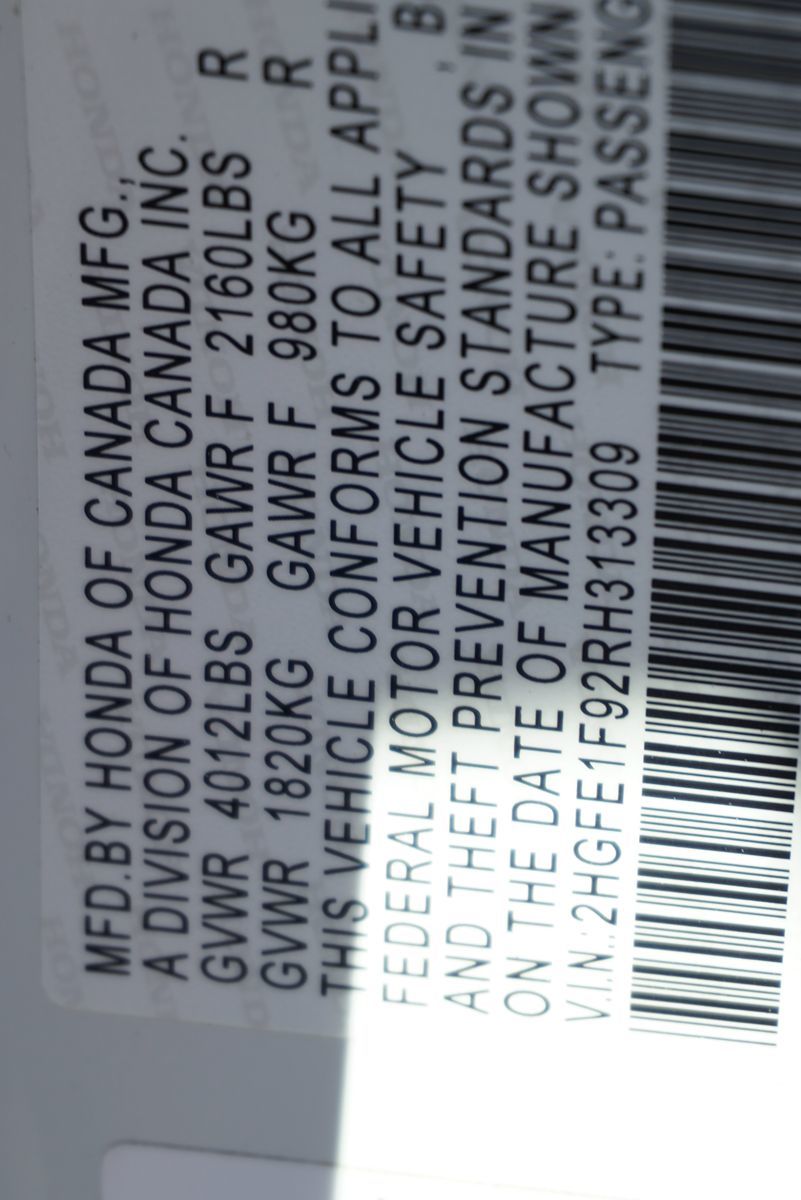 MFD.BY HONDA OF CANADA MFG.,
A DIVISION OF HONDA CANADA INC.
GVWR 4012LBS GAWR F 2160LBS R
GVWR 1820KG GAWR F 980KG R
THIS VEHICLE CONFORMS TO ALL APPLI
FEDERAL MOTOR VEHICLE SAFETY B
AND THEFT PREVENTION STANDARDS IN
ON THE DATE OF MANUFACTURE SHOWN
V.I.N.:2HGFE1F92RH313309 TYPE: PASSENG